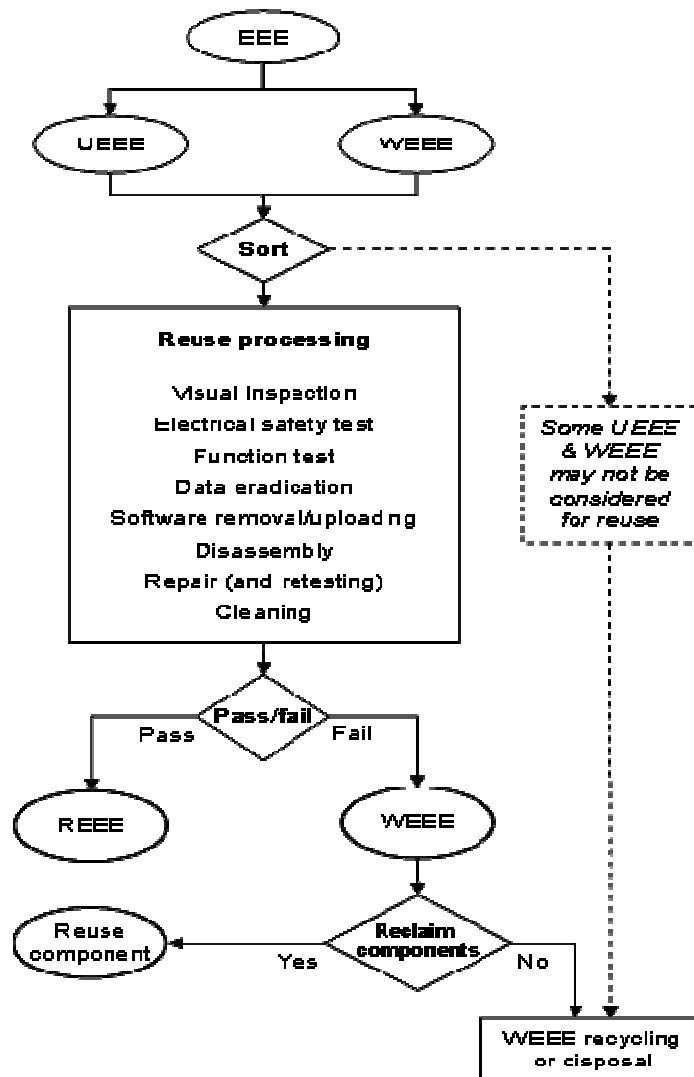 EEE
UEEE
WEEE
Sort
Reuse processing
Visual inspection
Electrical safety test
Function test
Data eradication
Software removal/uploading
Disassembly
Repair (and retesting)
Cleaning
Some UEEE
& WEEE
may not be
considered
for reuse
Pass/fail
Pass
Fail
REEE
WEEE
Reuse
component
Reclaim
components
Yes
No
WEEE recycling
or disposal